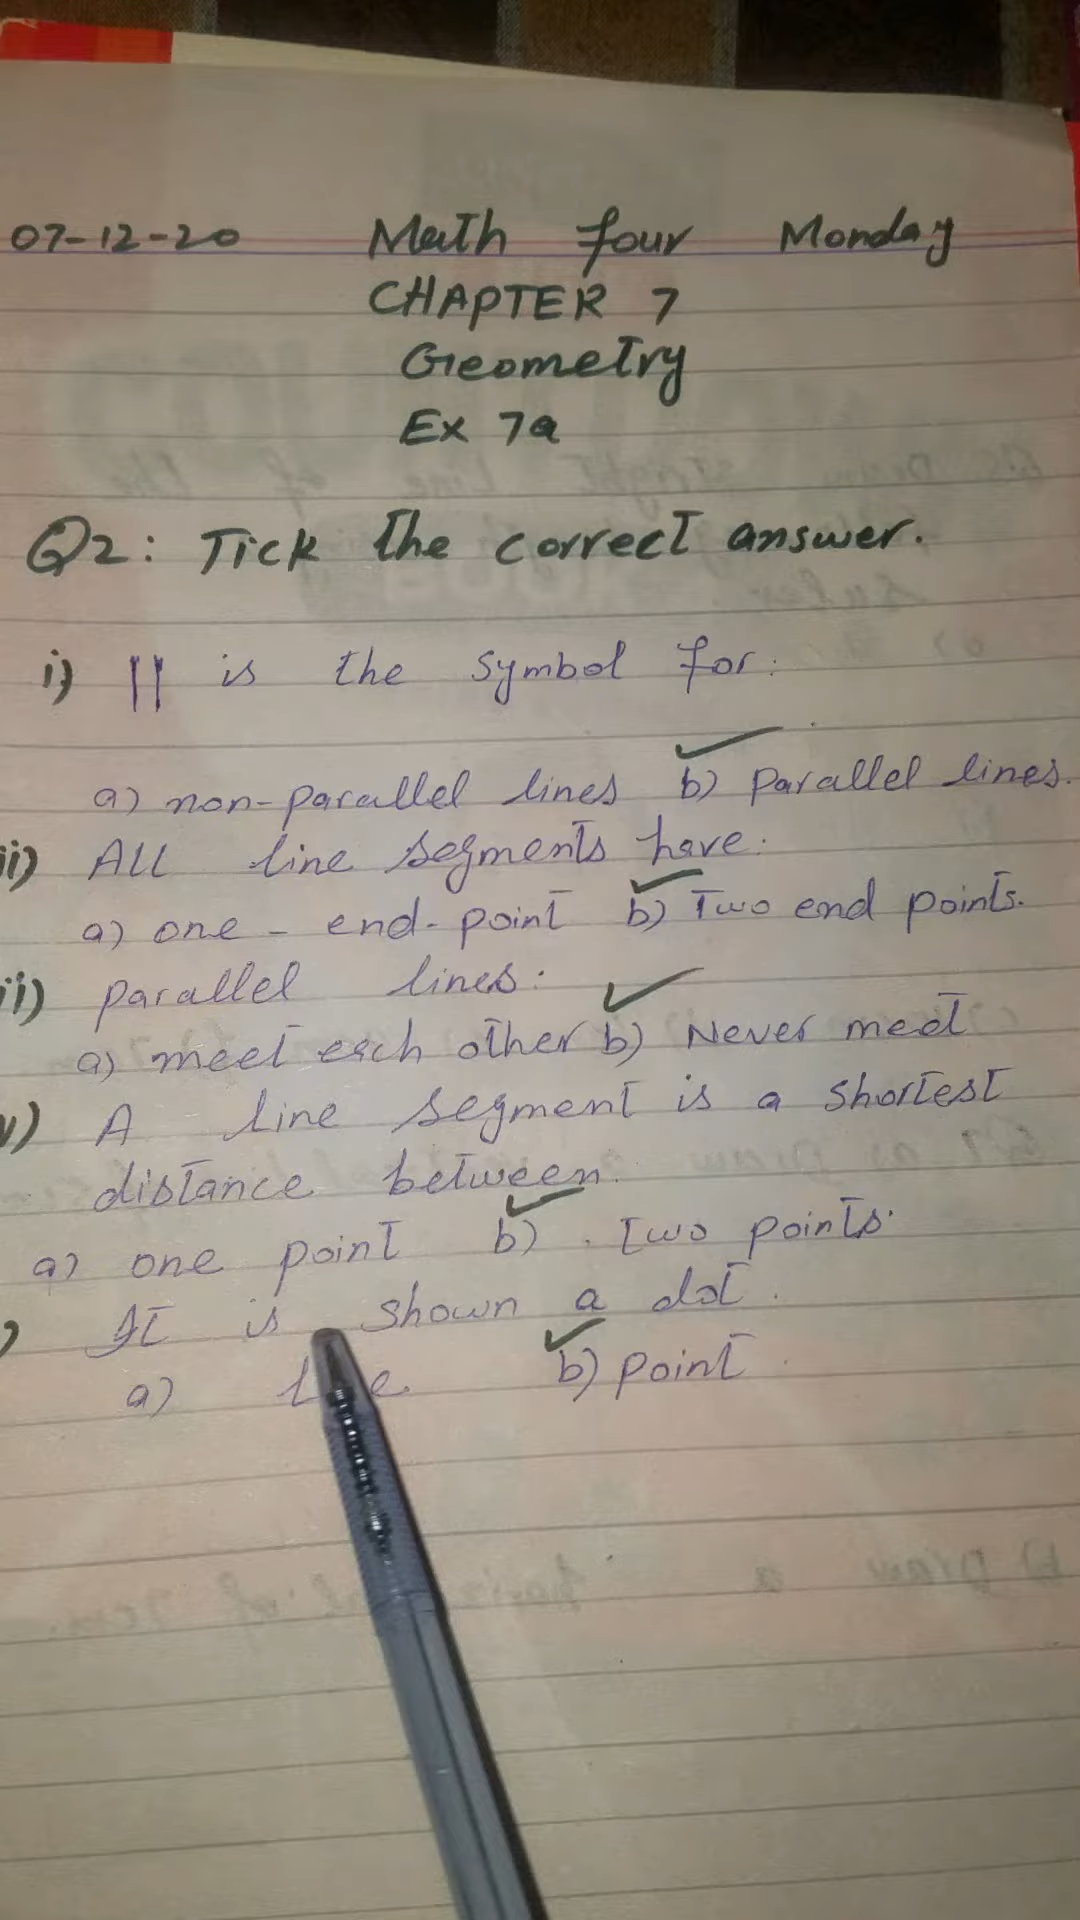 07-12-20 Math four Monday
CHAPTER 7
Geometry
Ex 7a
Q2: Tick the correct answer.
i) || is the symbol for:
a) non-parallel lines b) parallel lines.
ii) All line segments have:
a) one - end-point b) Two end points.
ii) parallel lines:
a) meet each other b) Never meet
v) A line segment is a shortest
distance between.
a) one point b) . Two points.
) It is shown a dot.
a) b) point.